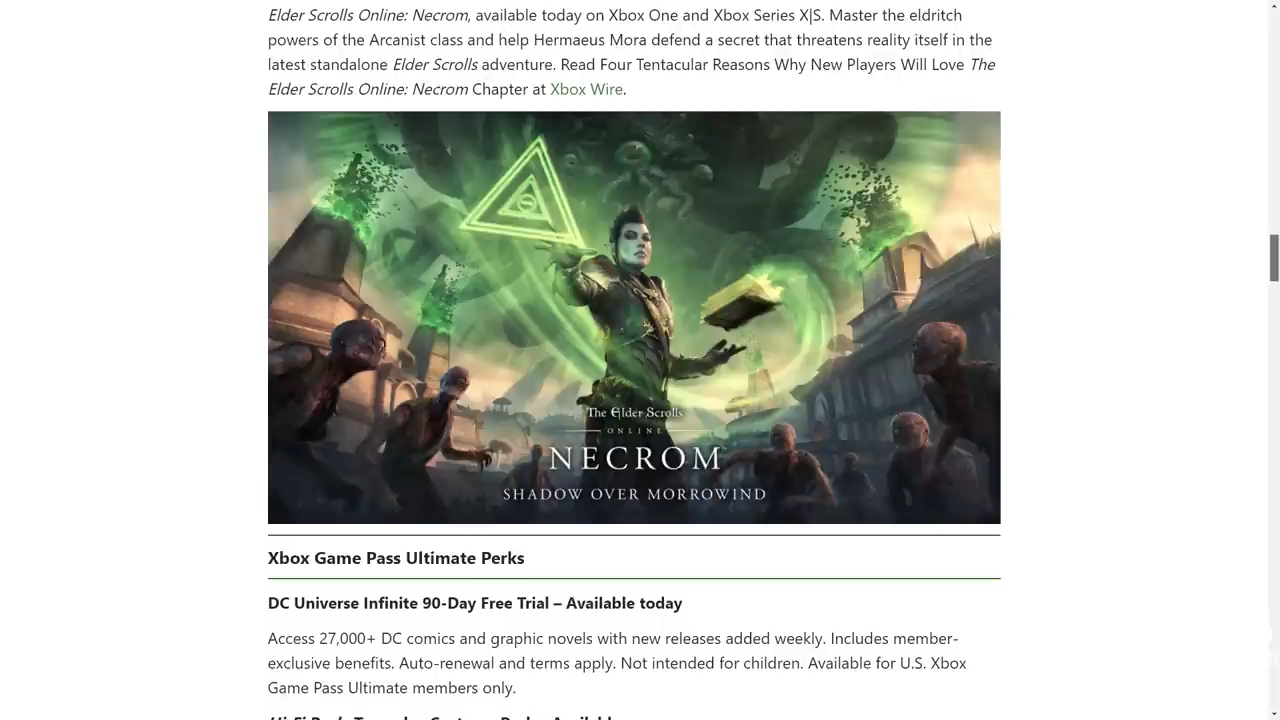 Elder Scrolls Online: Necrom, available today on Xbox One and Xbox Series X|S. Master the eldritch
powers of the Arcanist class and help Hermaeus Mora defend a secret that threatens reality itself in the
latest standalone Elder Scrolls adventure. Read Four Tentacular Reasons Why New Players Will Love The
Elder Scrolls Online: Necrom Chapter at Xbox Wire.
The Elder Scrolls
ONLINE
NECROM
SHADOW OVER MORROWIND
Xbox Game Pass Ultimate Perks
DC Universe Infinite 90-Day Free Trial – Available today
Access 27,000+ DC comics and graphic novels with new releases added weekly. Includes member-
exclusive benefits. Auto-renewal and terms apply. Not intended for children. Available for U.S. Xbox
Game Pass Ultimate members only.